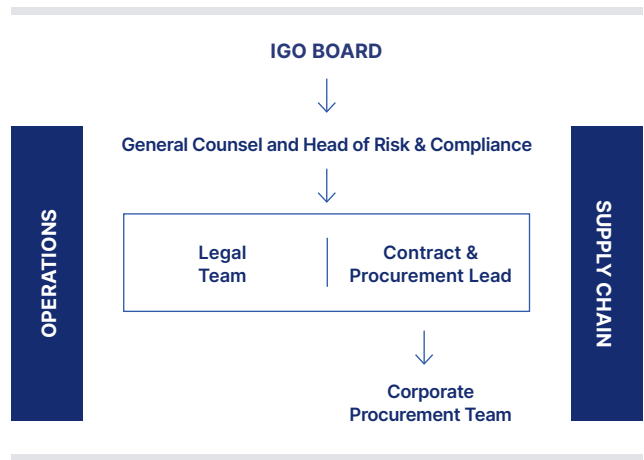 IGO BOARD
General Counsel and Head of Risk & Compliance
OPERATIONS
Legal
Team
Contract &
Procurement Lead
SUPPLY CHAIN
Corporate
Procurement Team